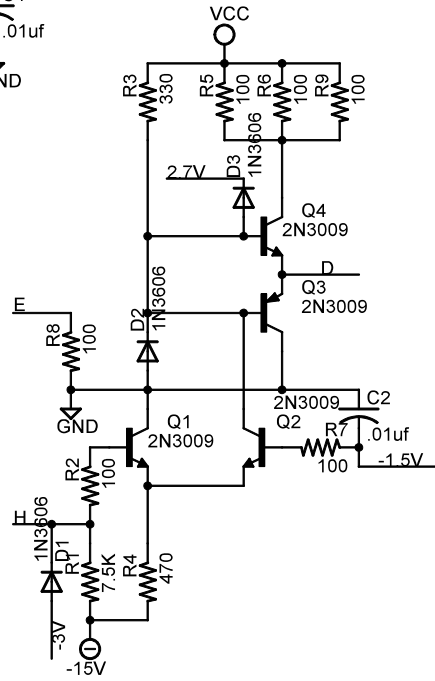 .01uf
VCC
ND
R3
330
R5
100
R6
100
R9
100
2.7V
D3
1N3606
Q4
2N3009
D
Q3
2N3009
E
R8
100
D2
1N3606
GND
Q1
2N3009
2N3009
Q2
C2
.01uf
R7
100
-1.5V
R2
100
H
1N3606
D1
R1
7.5K
R4
470
-3V
-15V